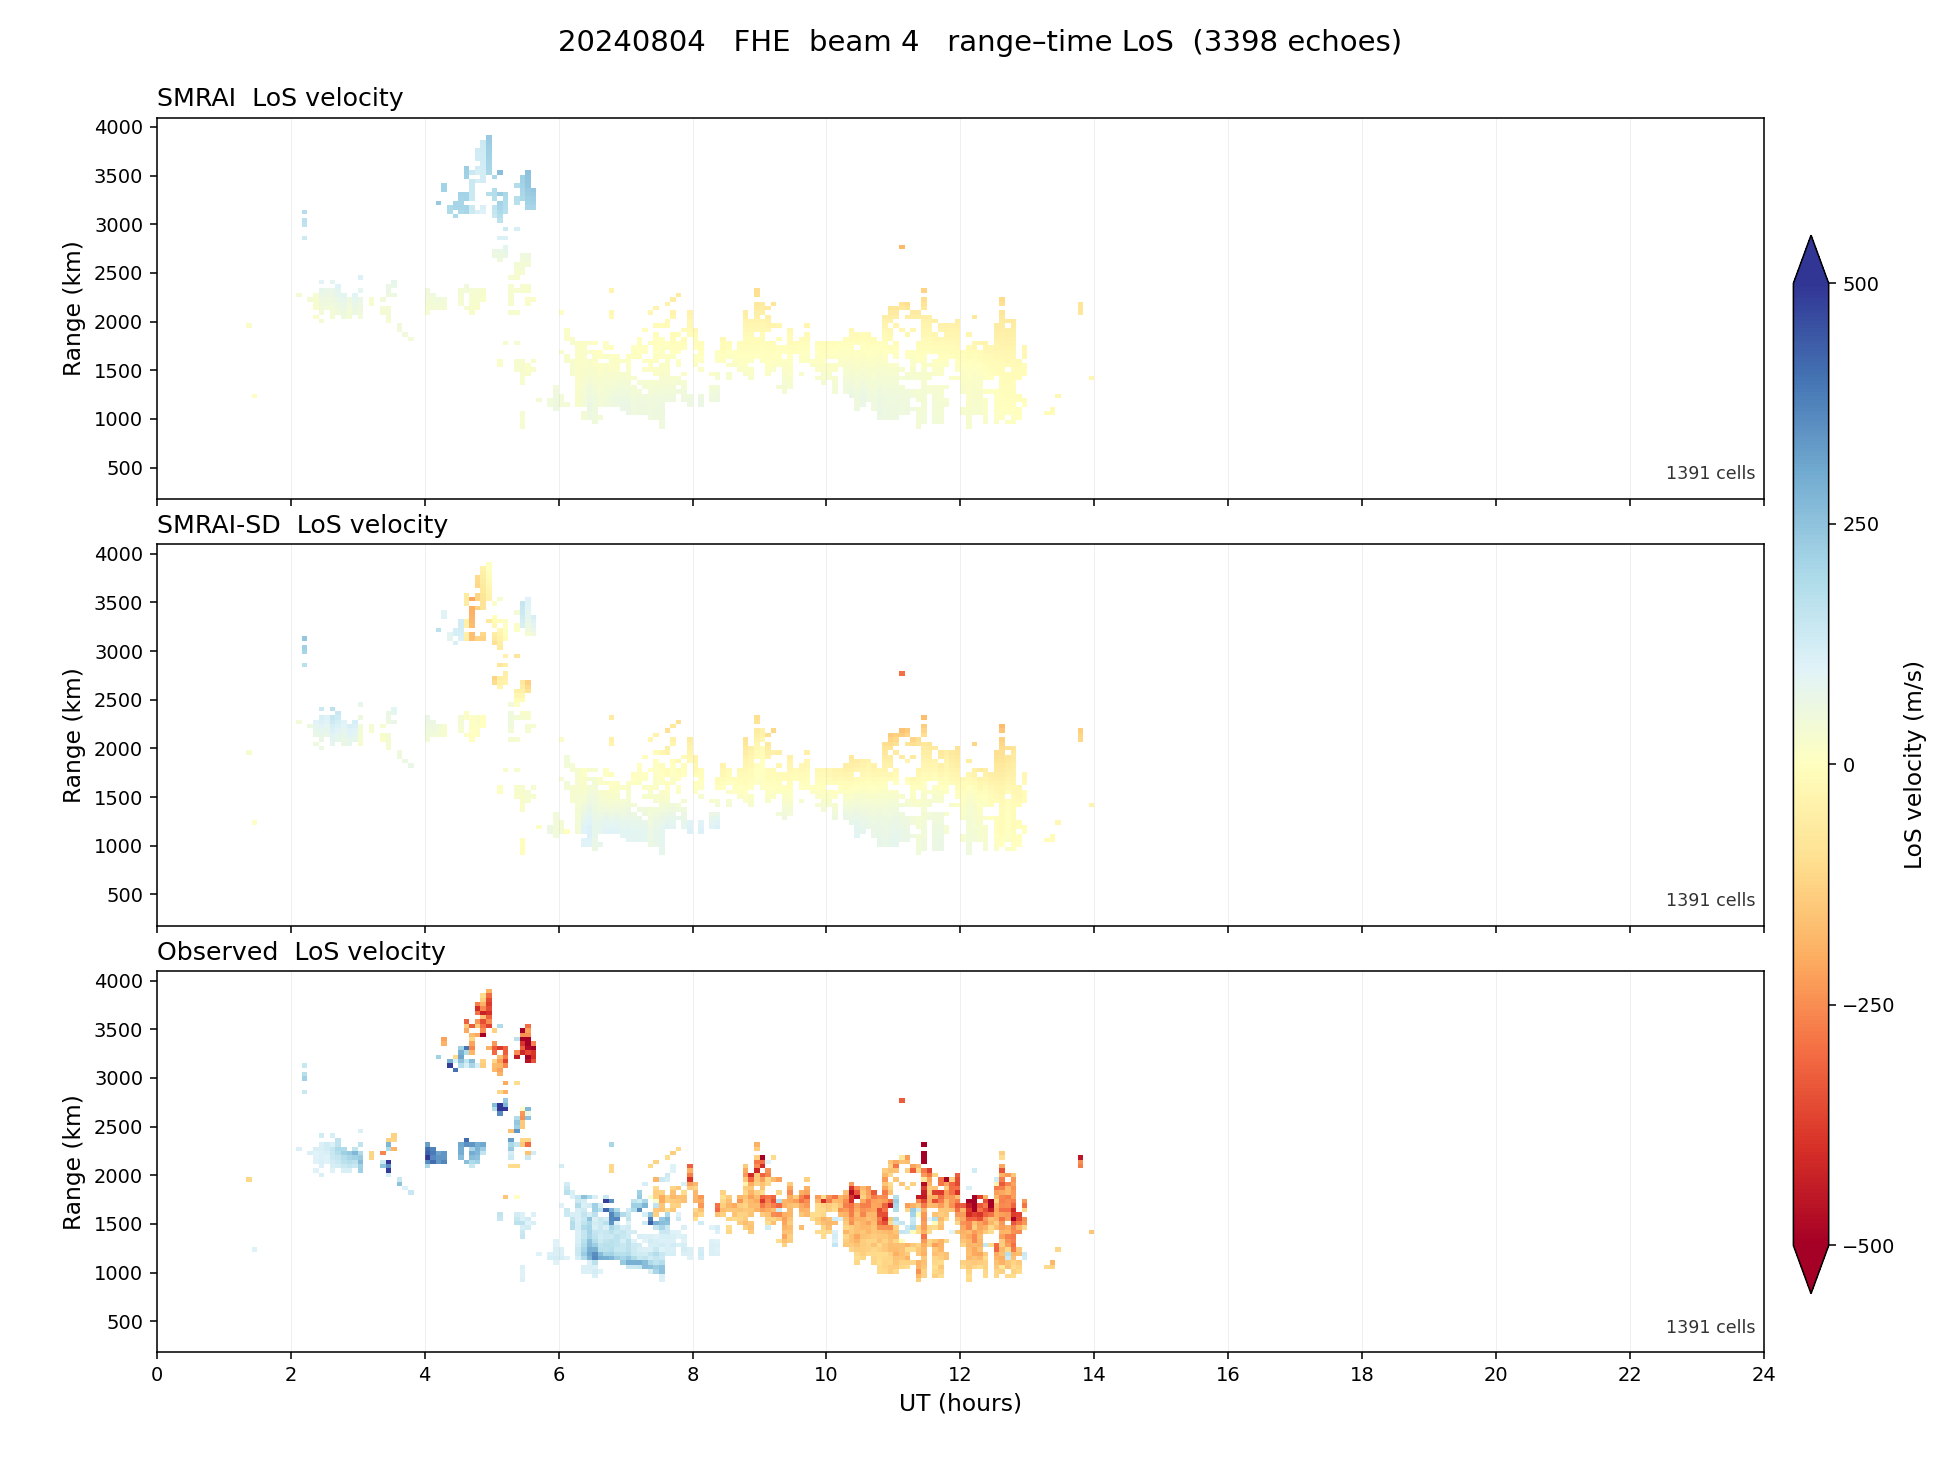 20240804 FHE beam 4 range–time LoS (3398 echoes)
SMRAI LoS velocity
4000
3500
3000
2500
2000
1500
1000
500
Range (km)
1391 cells
SMRAI-SD LoS velocity
4000
3500
3000
2500
2000
1500
1000
500
Range (km)
1391 cells
Observed LoS velocity
4000
3500
3000
2500
2000
1500
1000
500
Range (km)
1391 cells
0 2 4 6 8 10 12 14 16 18 20 22 24
UT (hours)
500
250
0
−250
−500
LoS velocity (m/s)